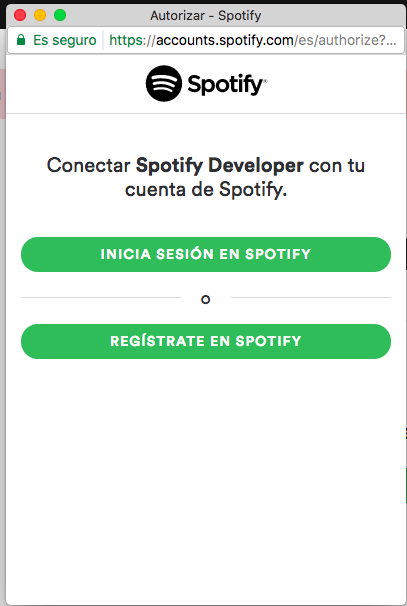 Autorizar - Spotify
Es seguro https://accounts.spotify.com/es/authorize?...
Spotify®
Conectar Spotify Developer con tu
cuenta de Spotify.
INICIA SESIÓN EN SPOTIFY
o
REGÍSTRATE EN SPOTIFY